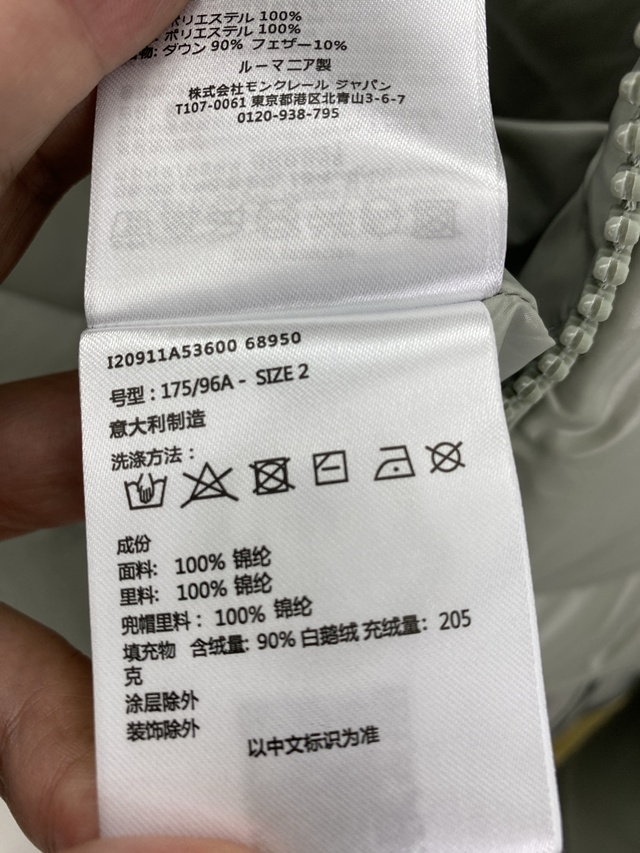 ポリエステル 100%
ポリエステル 100%
物: ダウン 90% フェザー10%
ルーマニア製
株式会社モンクレール ジャパン
T107-0061 東京都港区北青山3-6-7
0120-938-795
I20911A53600 68950
号型：175/96A - SIZE 2
意大利制造
洗涤方法：
成份
面料: 100% 锦纶
里料: 100% 锦纶
兜帽里料：100% 锦纶
填充物 含绒量: 90% 白鹅绒 充绒量：205
克
涂层除外
装饰除外
以中文标识为准